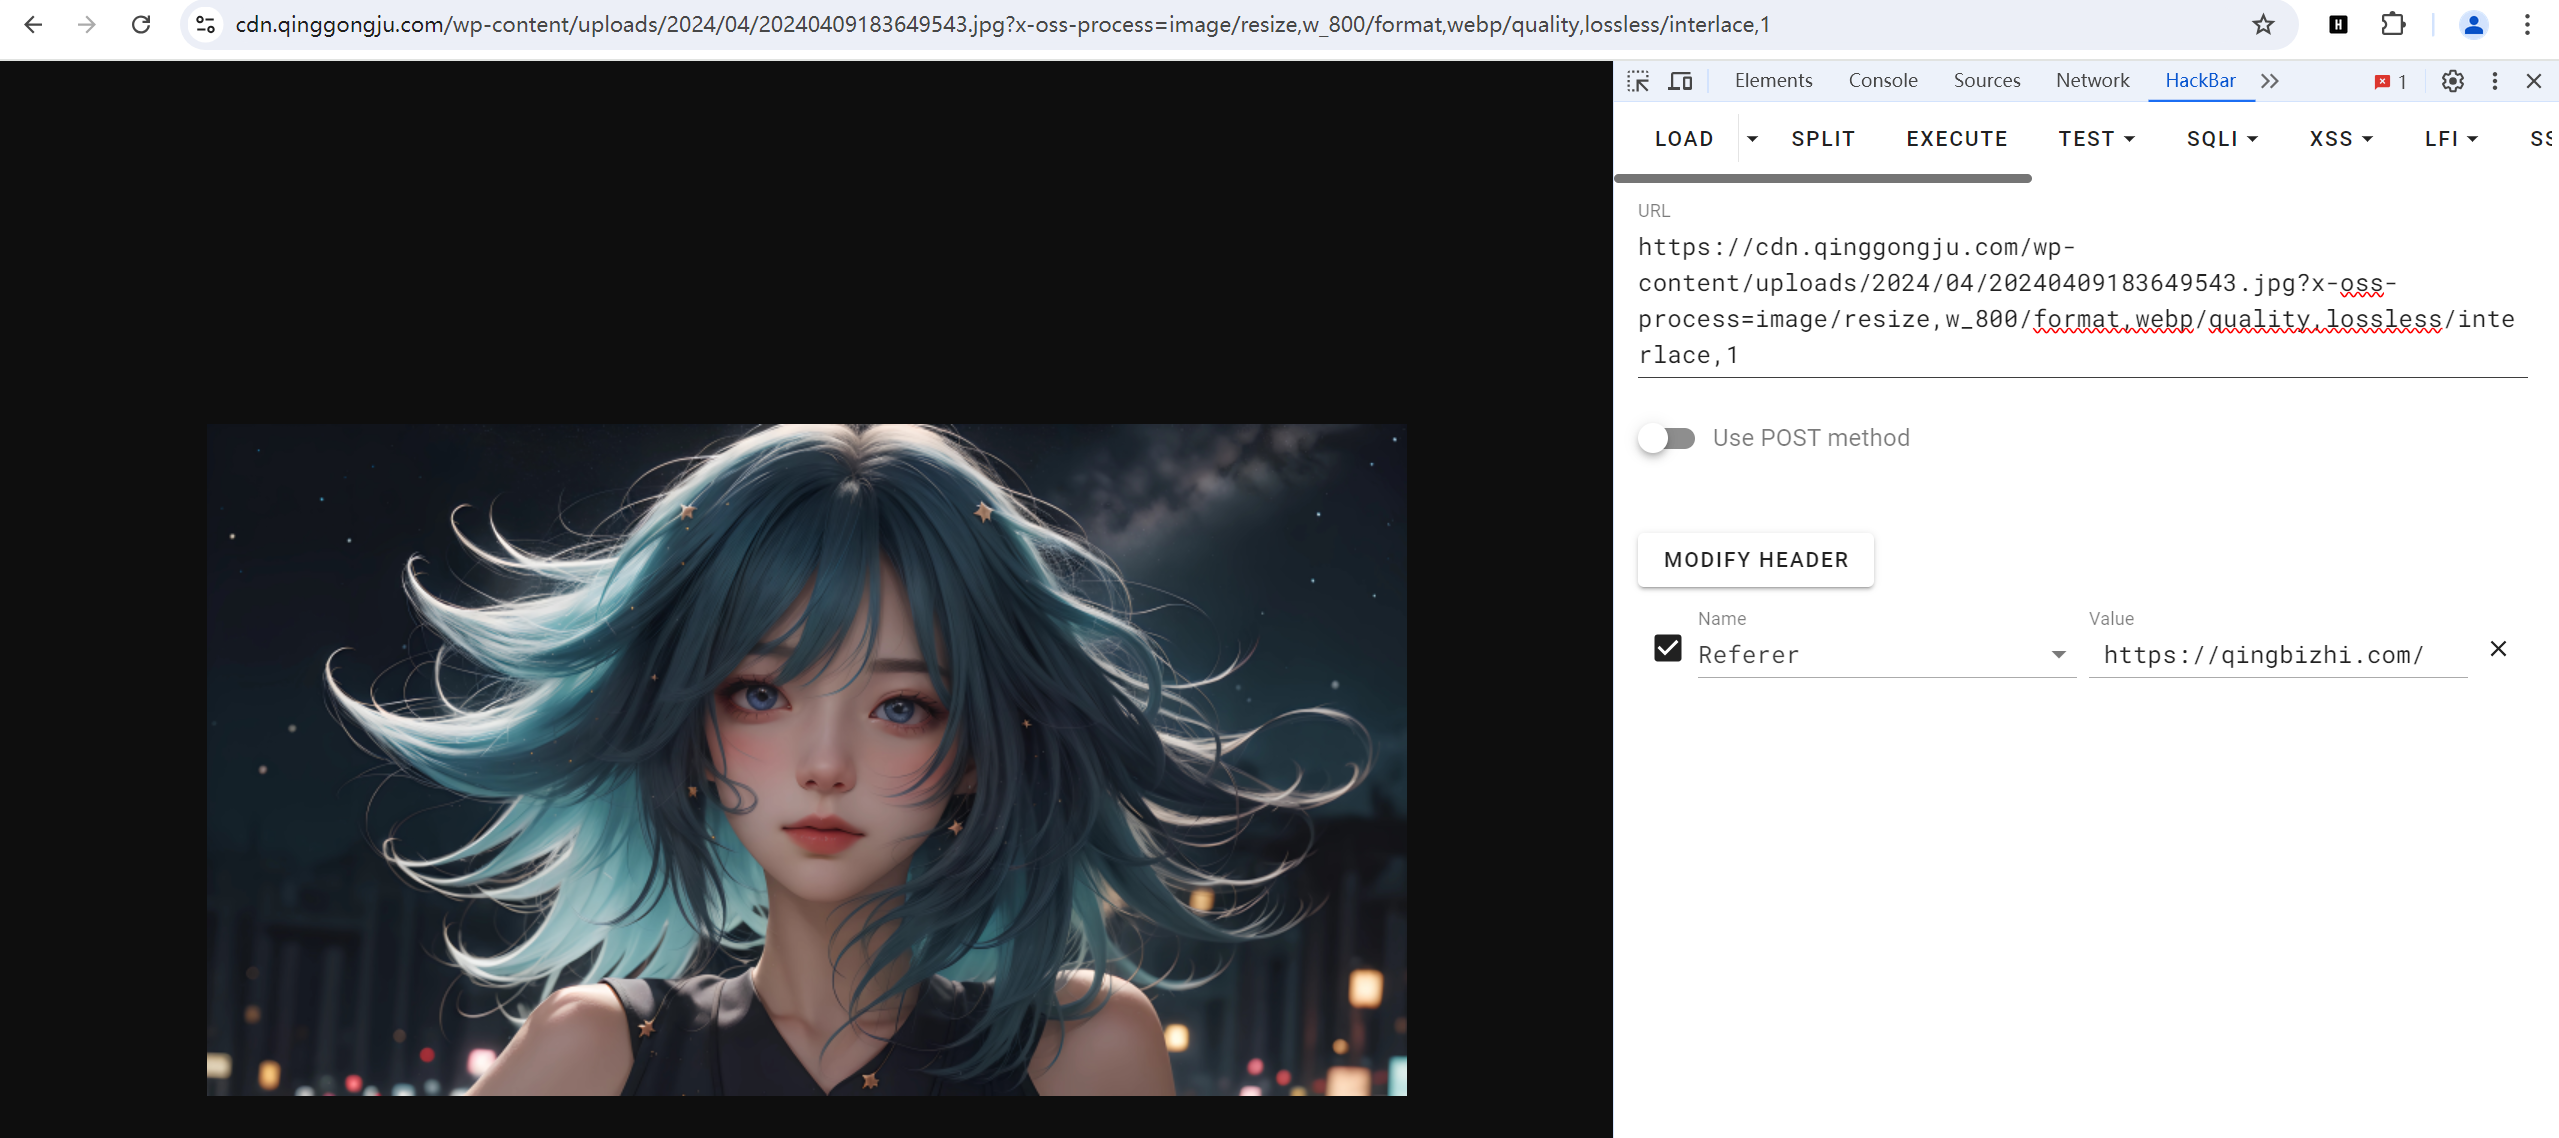 cdn.qinggongju.com/wp-content/uploads/2024/04/20240409183649543.jpg?x-oss-process=image/resize,w_800/format,webp/quality,lossless/interlace,1
H
Elements Console Sources Network HackBar 1
LOAD SPLIT EXECUTE TEST SQLI XSS LFI SS
URL
https://cdn.qinggongju.com/wp-
content/uploads/2024/04/20240409183649543.jpg?x-oss-
process=image/resize,w_800/format,webp/quality,lossless/inte
rlace,1
Use POST method
MODIFY HEADER
Name Value
Referer https://qingbizhi.com/